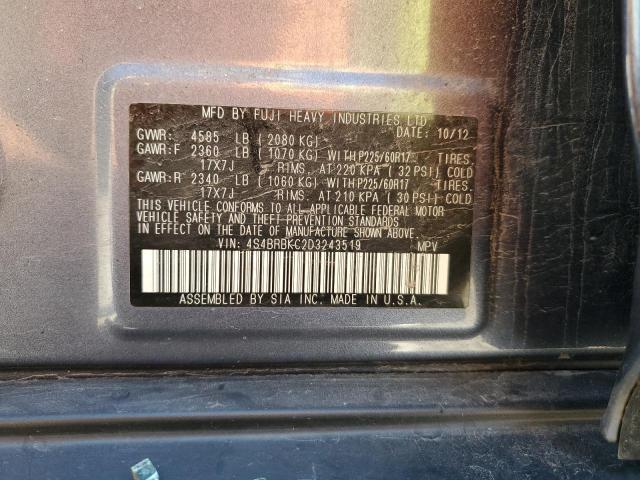 MFD BY FUJI HEAVY INDUSTRIES LTD.
DATE: 10/12
GVWR: 4585 LB (2080 KG)
GAWR:F 2360 LB (1070 KG) WITH P225/60R17 TIRES.
17X7J RIMS, AT 220 KPA (32 PSI) COLD
GAWR:R 2340 LB (1060 KG) WITH P225/60R17 TIRES.
17X7J RIMS, AT 210 KPA (30 PSI) COLD
THIS VEHICLE CONFORMS TO ALL APPLICABLE FEDERAL MOTOR
VEHICLE SAFETY AND THEFT PREVENTION STANDARDS
IN EFFECT ON THE DATE OF MANUFACTURE SHOWN ABOVE.
VIN: 4S4BRBKC2D3243519 MPV
ASSEMBLED BY SIA INC. MADE IN U.S.A.